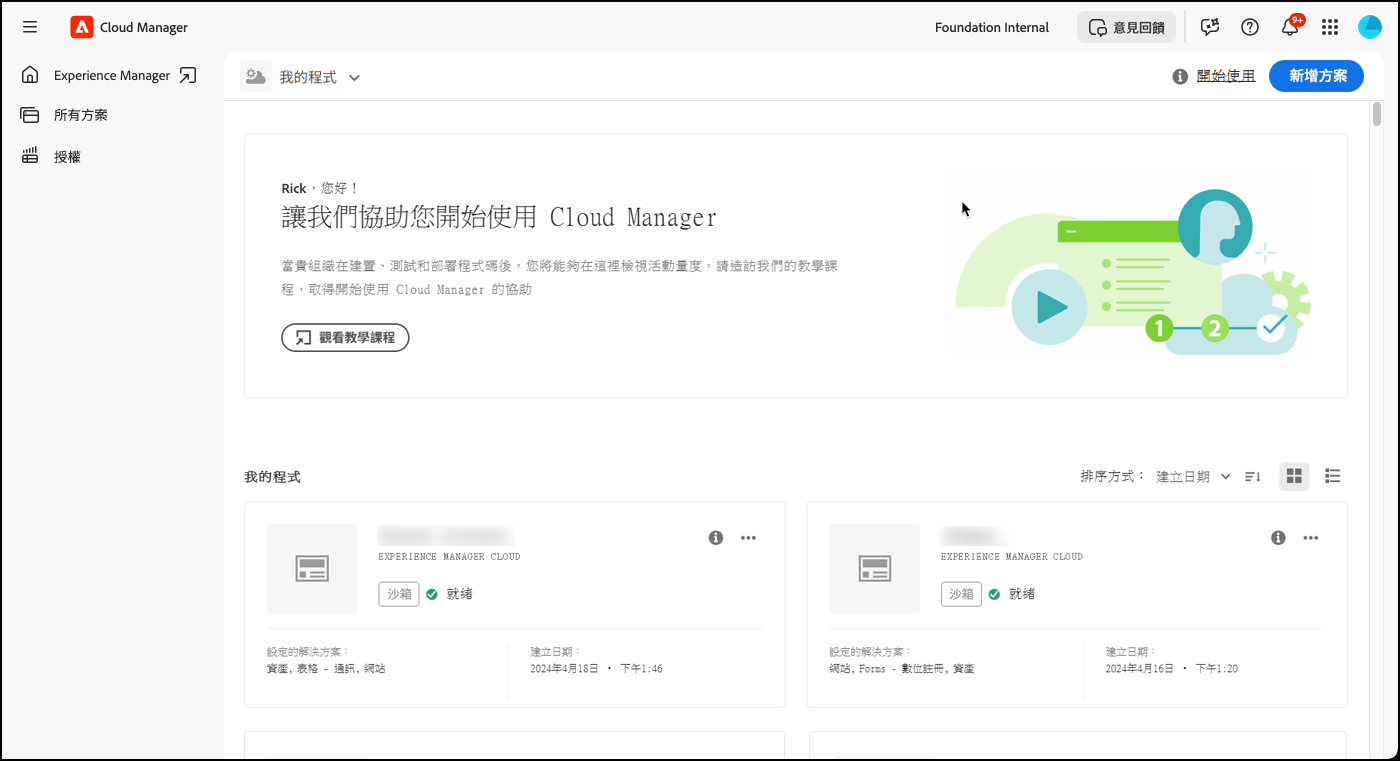 Cloud Manager
Foundation Internal
意見回饋
9+
Experience Manager
所有方案
授權
我的程式
開始使用
新增方案
Rick，您好！
讓我們協助您開始使用 Cloud Manager
當貴組織在建置、測試和部署程式碼後，您將能夠在這裡檢視活動量度。請造訪我們的教學課
程，取得開始使用 Cloud Manager 的協助
觀看教學課程
1
2
我的程式
排序方式：
建立日期
EXPERIENCE MANAGER CLOUD
沙箱
就緒
設定的解決方案：
資產, 表格 - 通訊, 網站
建立日期：
2024年4月18日 • 下午1:46
EXPERIENCE MANAGER CLOUD
沙箱
就緒
設定的解決方案：
網站, Forms - 數位註冊, 資產
建立日期：
2024年4月16日 • 下午1:20